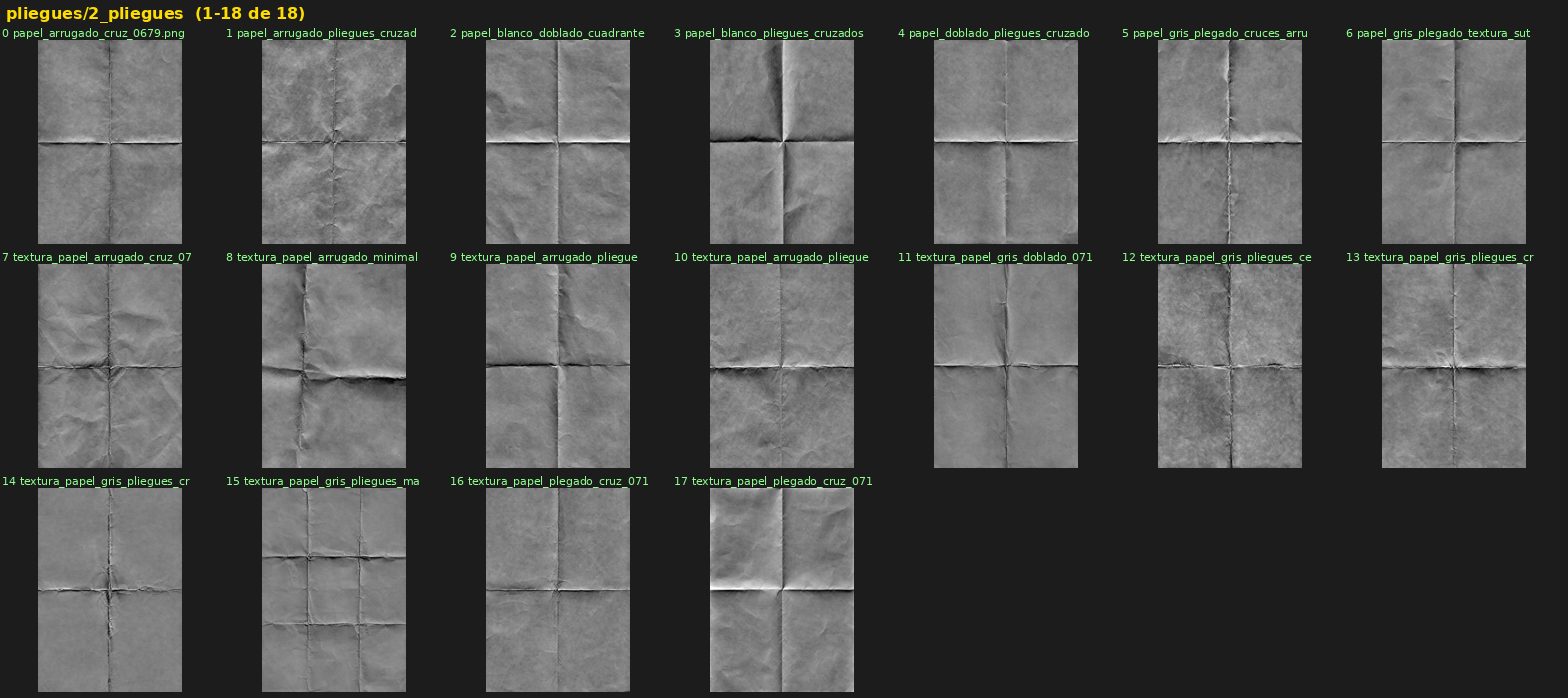 pliegues/2_pliegues (1-18 de 18)
0 papel_arrugado_cruz_0679.png
1 papel_arrugado_pliegues_cruzad
2 papel_blanco_doblado_cuadrante
3 papel_blanco_pliegues_cruzados
4 papel_doblado_pliegues_cruzado
5 papel_gris_plegado_cruces_arru
6 papel_gris_plegado_textura_sut
7 textura_papel_arrugado_cruz_07
8 textura_papel_arrugado_minimal
9 textura_papel_arrugado_pliegue
10 textura_papel_arrugado_pliegue
11 textura_papel_gris_doblado_071
12 textura_papel_gris_pliegues_ce
13 textura_papel_gris_pliegues_cr
14 textura_papel_gris_pliegues_cr
15 textura_papel_gris_pliegues_ma
16 textura_papel_plegado_cruz_071
17 textura_papel_plegado_cruz_071